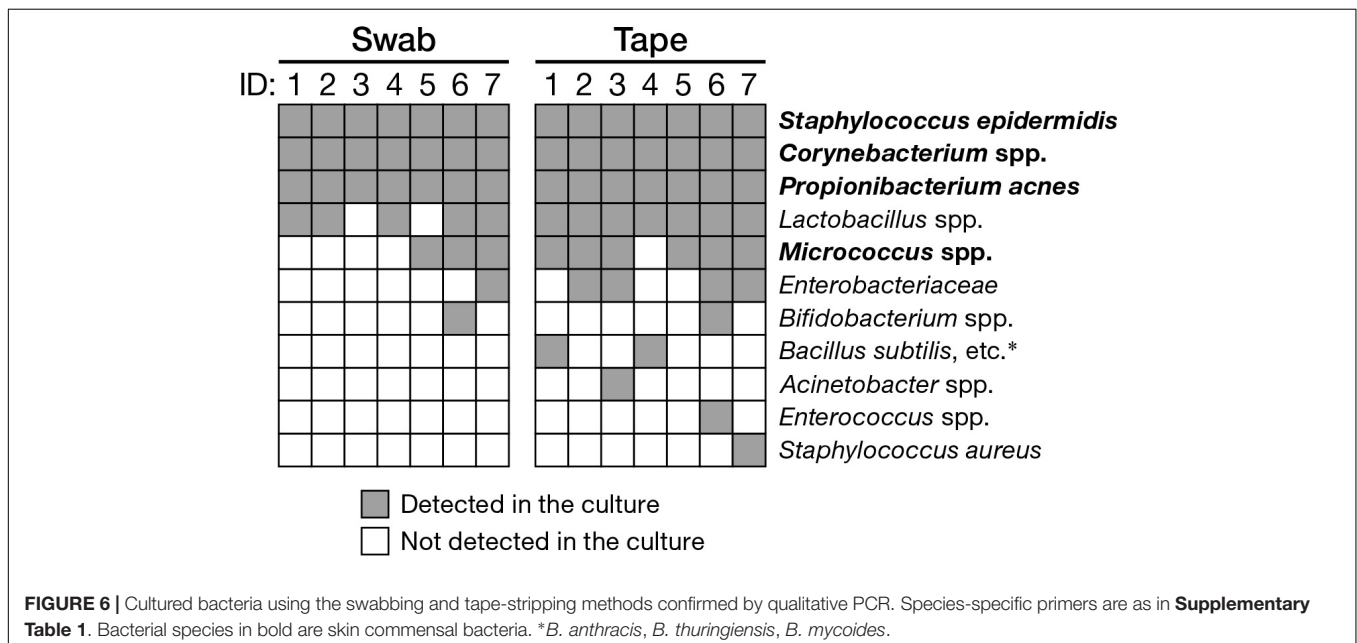 Swab Tape
ID: 1 2 3 4 5 6 7 1 2 3 4 5 6 7
Staphylococcus epidermidis
Corynebacterium spp.
Propionibacterium acnes
Lactobacillus spp.
Micrococcus spp.
Enterobacteriaceae
Bifidobacterium spp.
Bacillus subtilis, etc.*
Acinetobacter spp.
Enterococcus spp.
Staphylococcus aureus
Detected in the culture
Not detected in the culture
FIGURE 6 | Cultured bacteria using the swabbing and tape-stripping methods confirmed by qualitative PCR. Species-specific primers are as in Supplementary
Table 1. Bacterial species in bold are skin commensal bacteria. *B. anthracis, B. thuringiensis, B. mycoides.